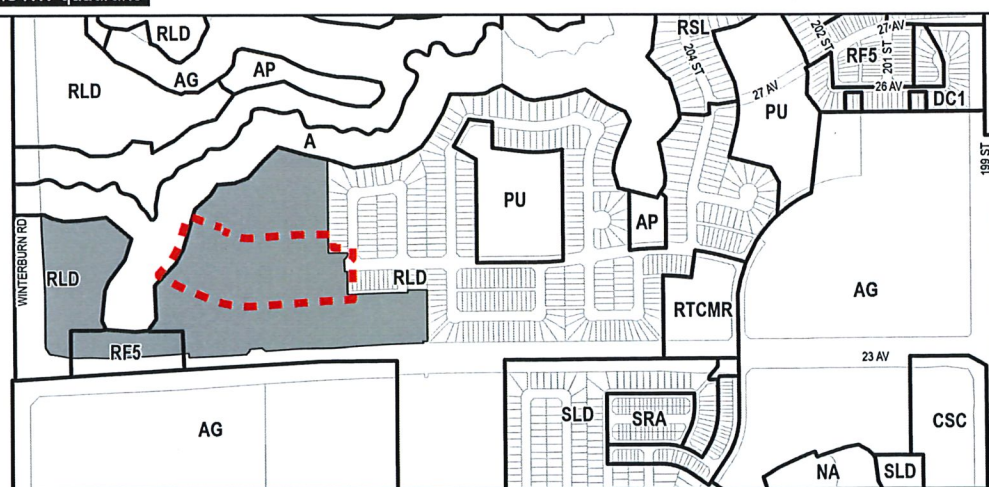 RLD
AG
AP
RLD
A
RSL
204 ST
27 AV
PU
202 ST
27 AV
RF5
201 ST
26 AV
DC1
199 ST
PU
AP
WINTERBURN RD
RLD
RLD
RTCMR
AG
RF5
23 AV
AG
SLD
SRA
CSC
NA
SLD